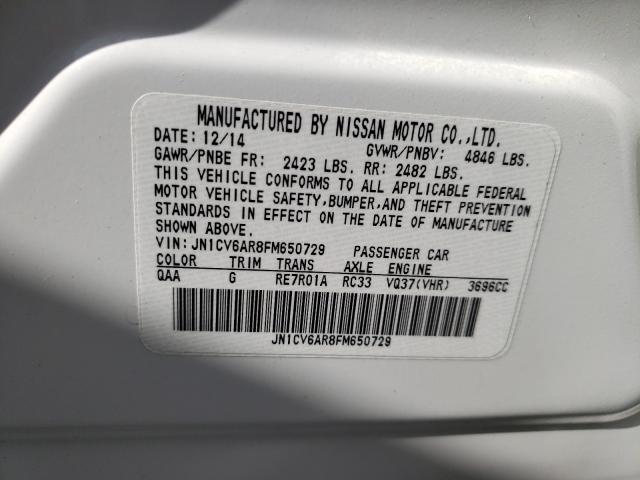 MANUFACTURED BY NISSAN MOTOR CO.,LTD.
DATE: 12/14 GVWR/PNBV: 4846 LBS.
GAWR/PNBE FR: 2423 LBS. RR: 2482 LBS.
THIS VEHICLE CONFORMS TO ALL APPLICABLE FEDERAL
MOTOR VEHICLE SAFETY,BUMPER,AND THEFT PREVENTION
STANDARDS IN EFFECT ON THE DATE OF MANUFACTURE
SHOWN ABOVE.
VIN: JN1CV6AR8FM650729 PASSENGER CAR
COLOR TRIM TRANS AXLE ENGINE
QAA G RE7R01A RC33 VQ37(VHR) 3696CC
JN1CV6AR8FM650729